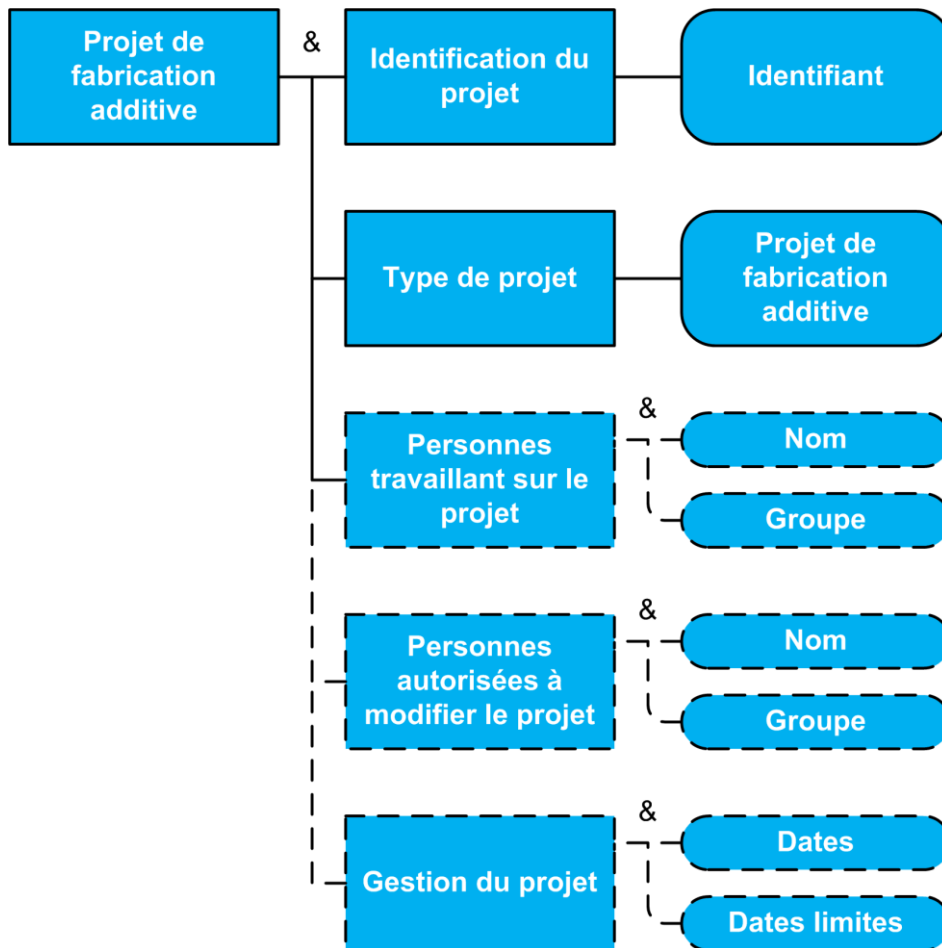 Projet de
fabrication
additive
&
Identification du
projet
Identifiant
Type de projet
Projet de
fabrication
additive
Personnes
travaillant sur le
projet
&
Nom
Groupe
Personnes
autorisées à
modifier le projet
&
Nom
Groupe
Gestion du projet
&
Dates
Dates limites